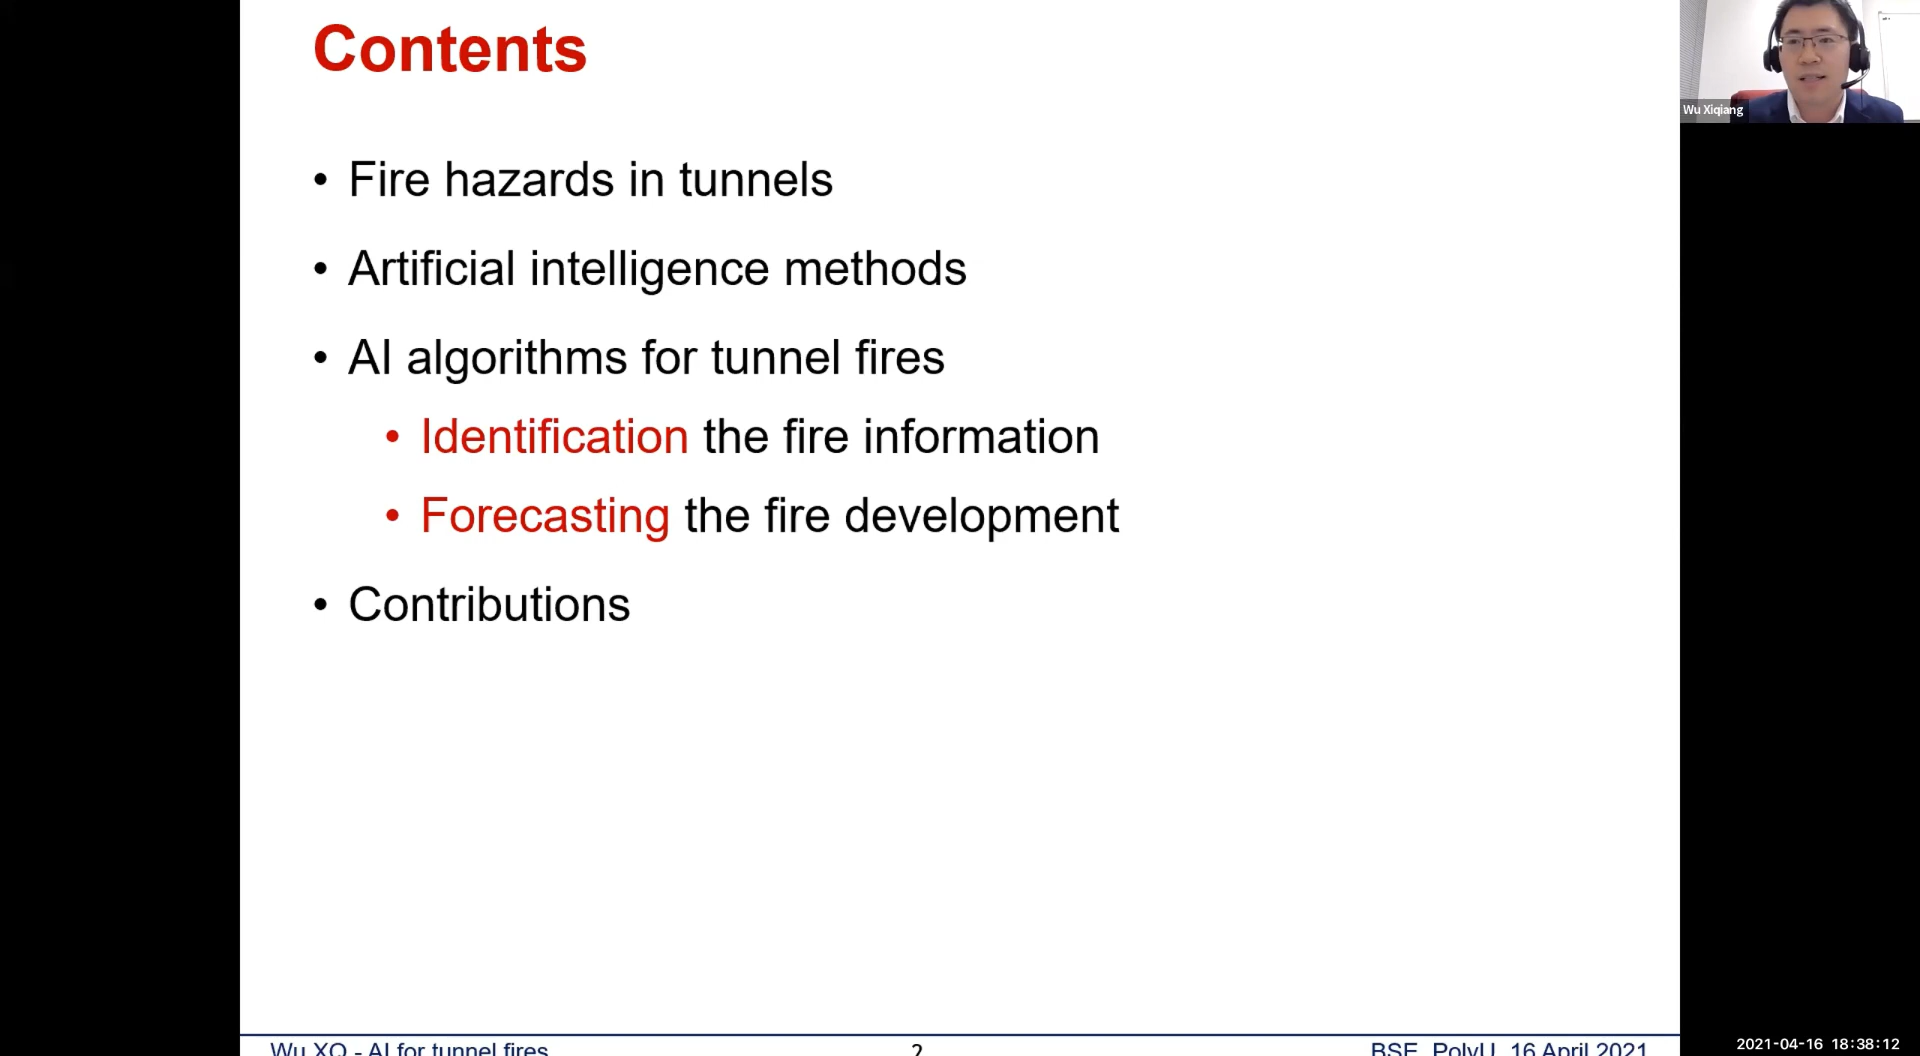 Contents
• Fire hazards in tunnels
• Artificial intelligence methods
• AI algorithms for tunnel fires
• Identification the fire information
• Forecasting the fire development
• Contributions
Wu XQ - AI for tunnel fires
2
BSE, PolyU, 16 April 2021
Wu Xiqiang
2021-04-16 18:38:12